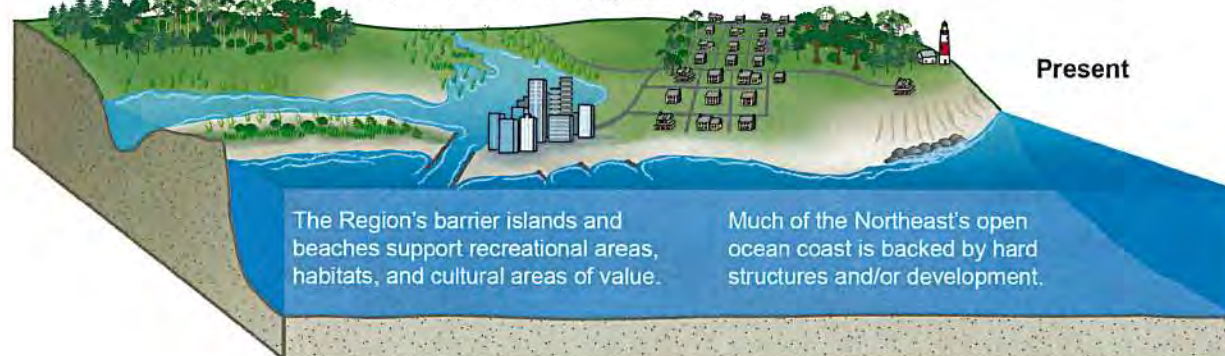 Present
The Region's barrier islands and
beaches support recreational areas,
habitats, and cultural areas of value.
Much of the Northeast's open
ocean coast is backed by hard
structures and/or development.